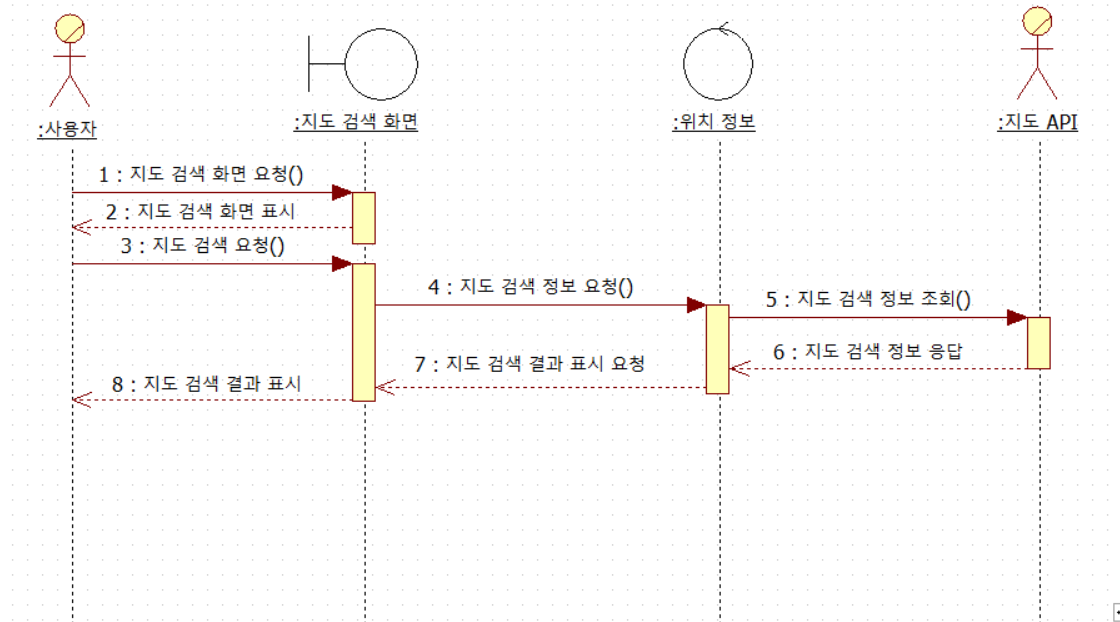 :사용자
:지도 검색 화면
:위치 정보
:지도 API
1 : 지도 검색 화면 요청()
2 : 지도 검색 화면 표시
3 : 지도 검색 요청()
4 : 지도 검색 정보 요청()
5 : 지도 검색 정보 조회()
6 : 지도 검색 정보 응답
7 : 지도 검색 결과 표시 요청
8 : 지도 검색 결과 표시